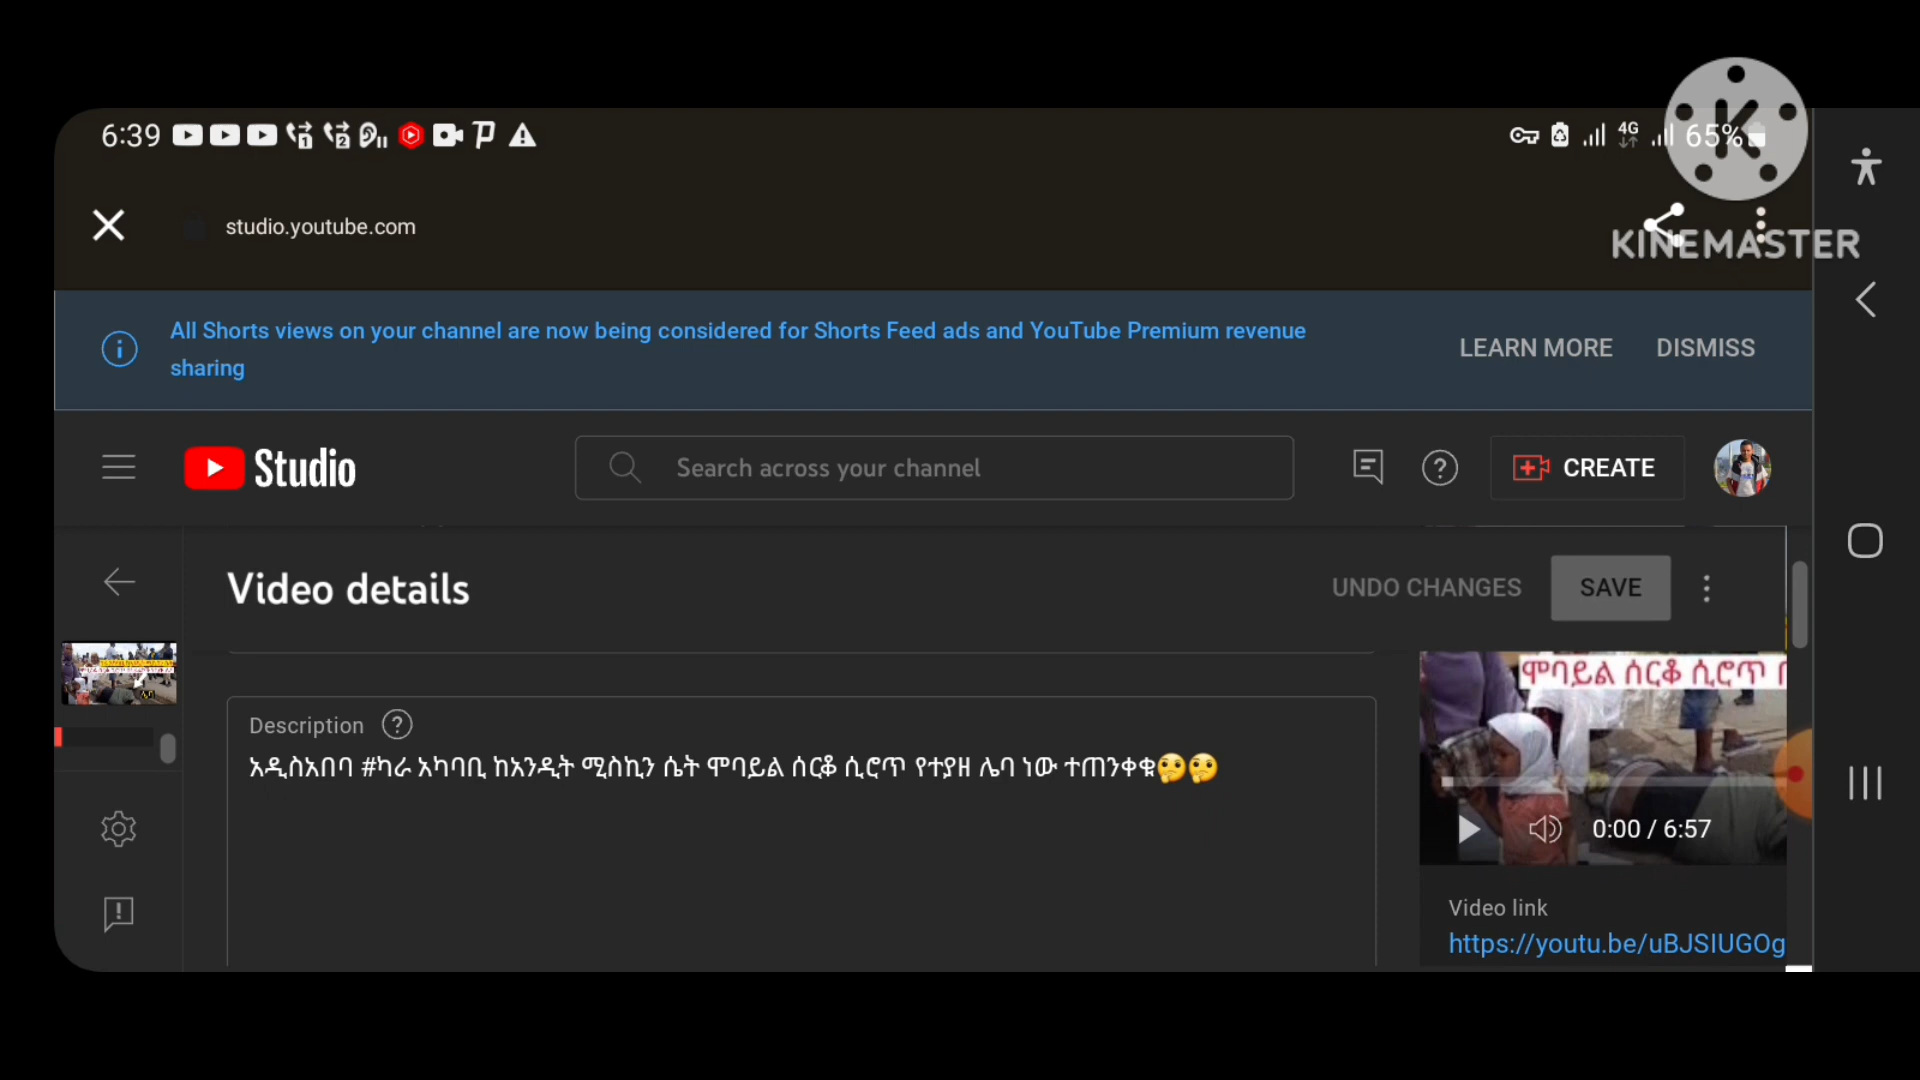 6:39
4G
65%
studio.youtube.com
KINEMASTER
All Shorts views on your channel are now being considered for Shorts Feed ads and YouTube Premium revenue
sharing
LEARN MORE
DISMISS
Studio
Search across your channel
CREATE
Video details
UNDO CHANGES
SAVE
ሞባይል ሰርቆ ሲሮጥ
Description
አዲስአበባ #ካራ አካባቢ ከአንዲት ሚስኪን ሴት ሞባይል ሰርቆ ሲሮጥ የተያዘ ሌባ ነው ተጠንቀቁ🤔🤔
0:00 / 6:57
Video link
https://youtu.be/uBJSIUGOg